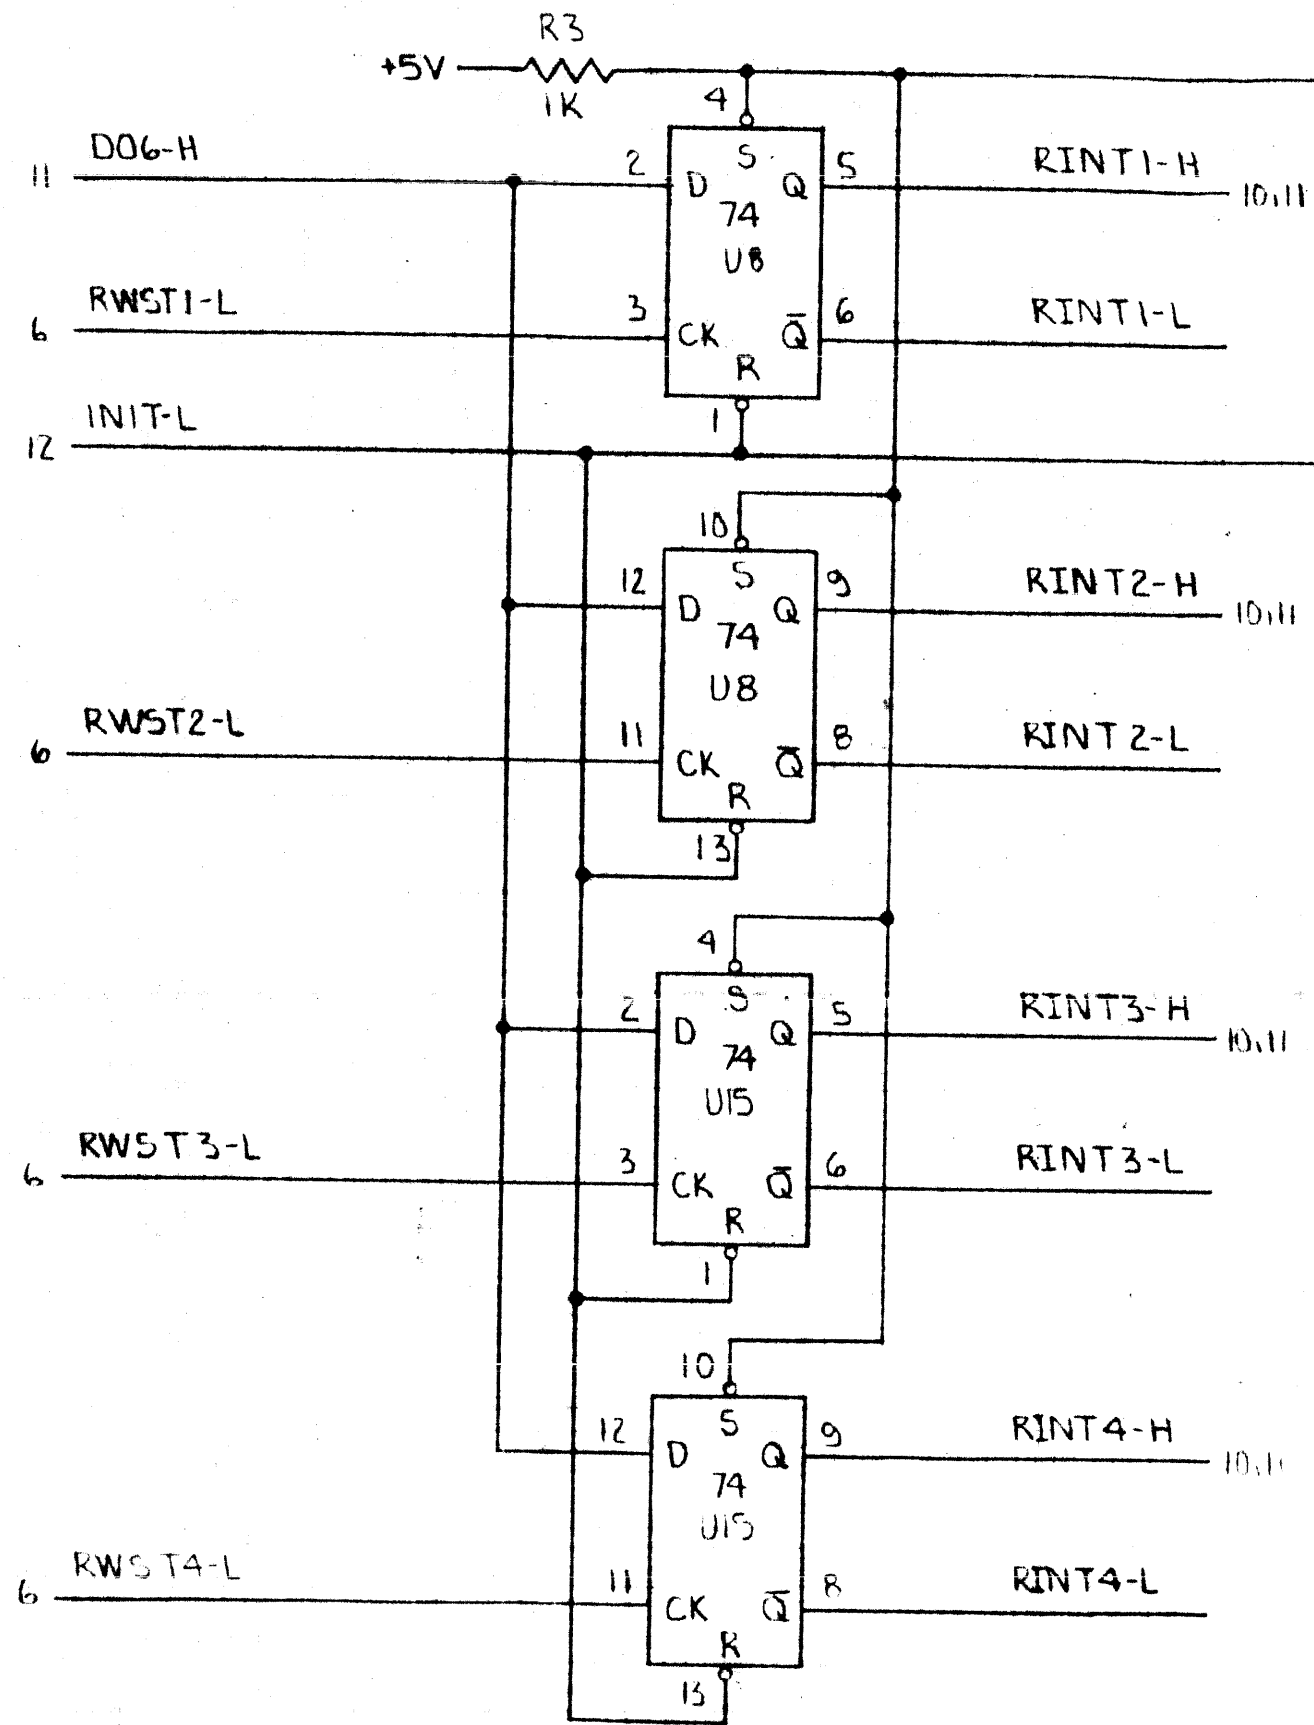 R3
+5V
1K
4
DO6-H
11
2
D
S
Q
5
RINT1-H
10,11
74
U8
RWST1-L
6
3
CK
Q̅
6
RINT1-L
R
INIT-L
12
1
10
12
D
S
Q
9
RINT2-H
10,11
74
U8
RWST2-L
6
11
CK
Q̅
8
RINT2-L
R
13
4
2
D
S
Q
5
RINT3-H
10,11
74
U15
RWST3-L
6
3
CK
Q̅
6
RINT3-L
R
1
10
12
D
S
Q
9
RINT4-H
10,11
74
U15
RWST4-L
6
11
CK
Q̅
8
RINT4-L
R
13